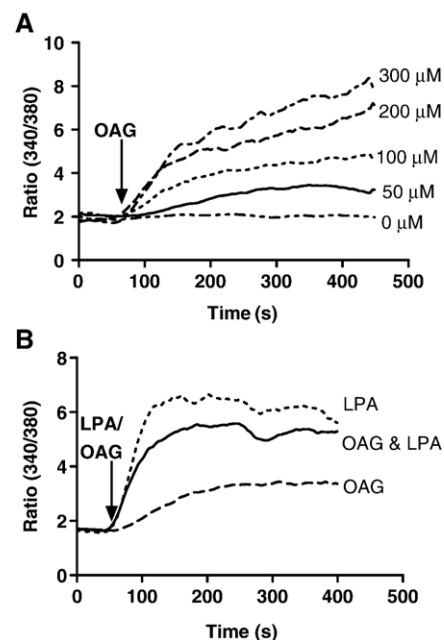 A
Ratio (340/380)
10
8
6
4
2
0
OAG
300 µM
200 µM
100 µM
50 µM
0 µM
0 100 200 300 400 500
Time (s)
B
Ratio (340/380)
8
6
4
2
0
LPA/
OAG
LPA
OAG & LPA
OAG
0 100 200 300 400 500
Time (s)